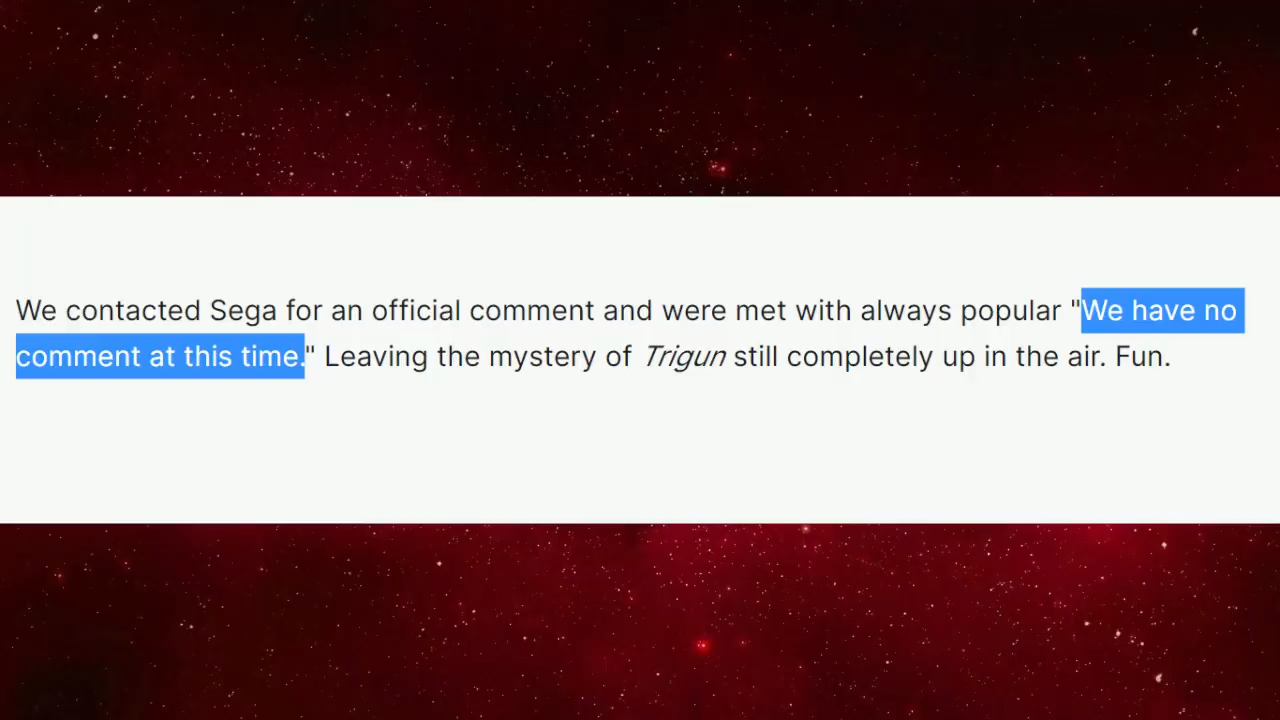 We contacted Sega for an official comment and were met with always popular "We have no
comment at this time." Leaving the mystery of Trigun still completely up in the air. Fun.